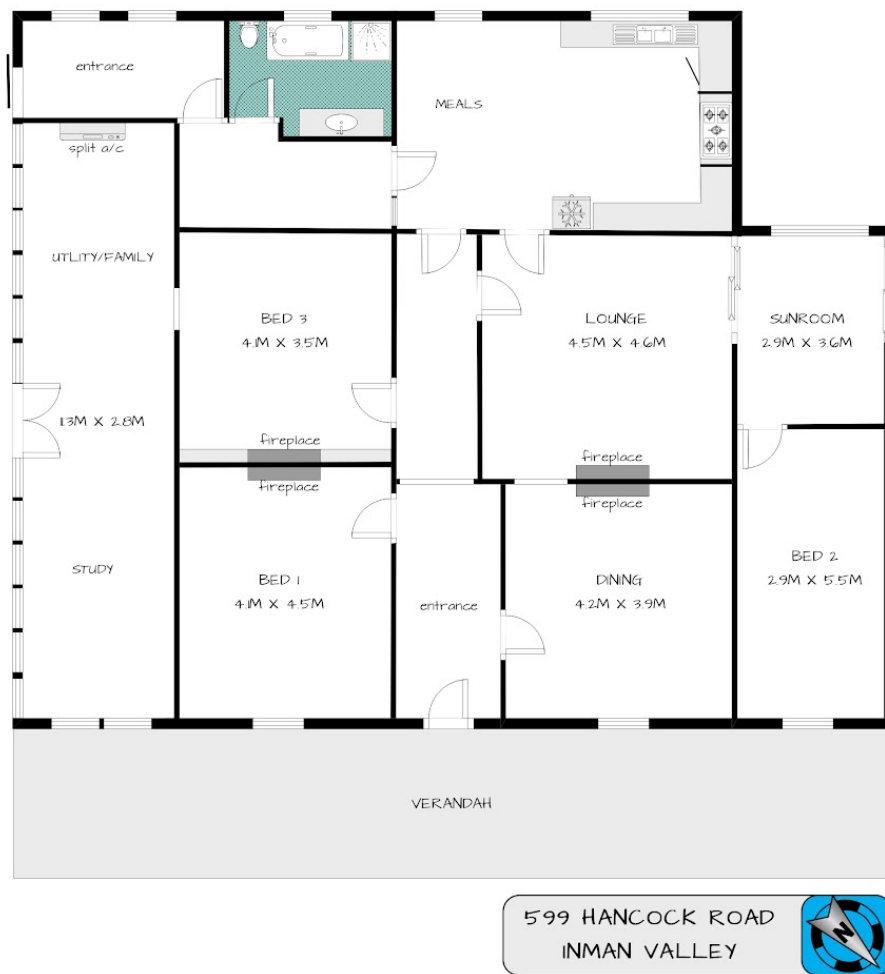 entrance
MEALS
split a/c
UTLITY/FAMILY
BED 3
4.1M X 3.5M
LOUNGE
4.5M X 4.6M
SUNROOM
2.9M X 3.6M
11.3M X 2.8M
fireplace
fireplace
fireplace
fireplace
STUDY
BED 1
4.1M X 4.5M
entrance
DINING
4.2M X 3.9M
BED 2
2.9M X 5.5M
VERANDAH
599 HANCOCK ROAD
INMAN VALLEY
N